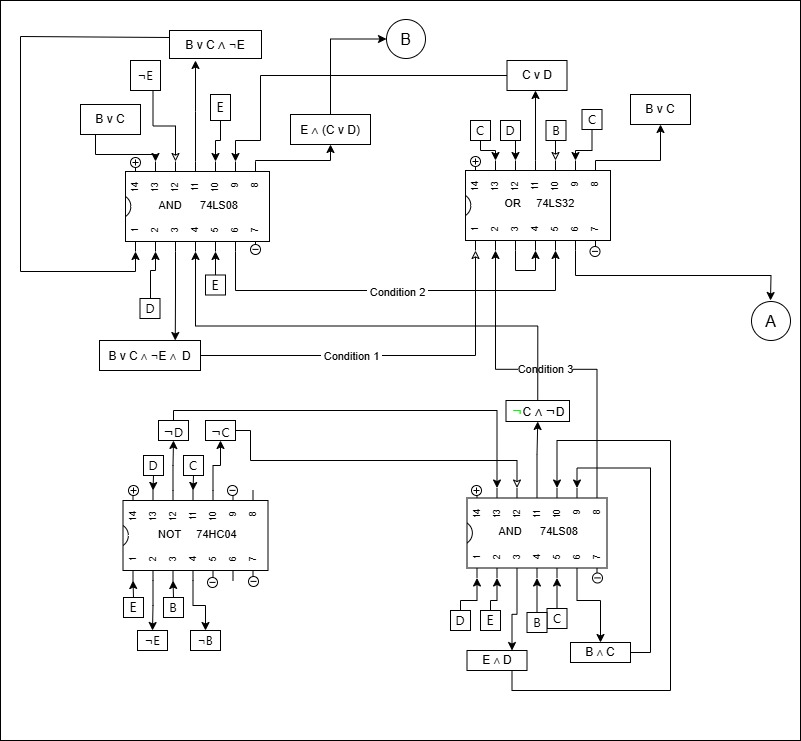 B
B v C ∧ ¬E
¬E
C v D
B v C
E
E ∧ (C v D)
B v C
C
D
B
C
14 13 12 11 10 9 8
AND 74LS08
1 2 3 4 5 6 7
14 13 12 11 10 9 8
OR 74LS32
1 2 3 4 5 6 7
E
D
Condition 2
A
B v C ∧ ¬E ∧ D
Condition 1
Condition 3
¬C ∧ ¬D
¬D
¬C
D
C
14 13 12 11 10 9 8
NOT 74HC04
1 2 3 4 5 6 7
14 13 12 11 10 9 8
AND 74LS08
1 2 3 4 5 6 7
E
B
¬E
¬B
D
E
B
C
E ∧ D
B ∧ C